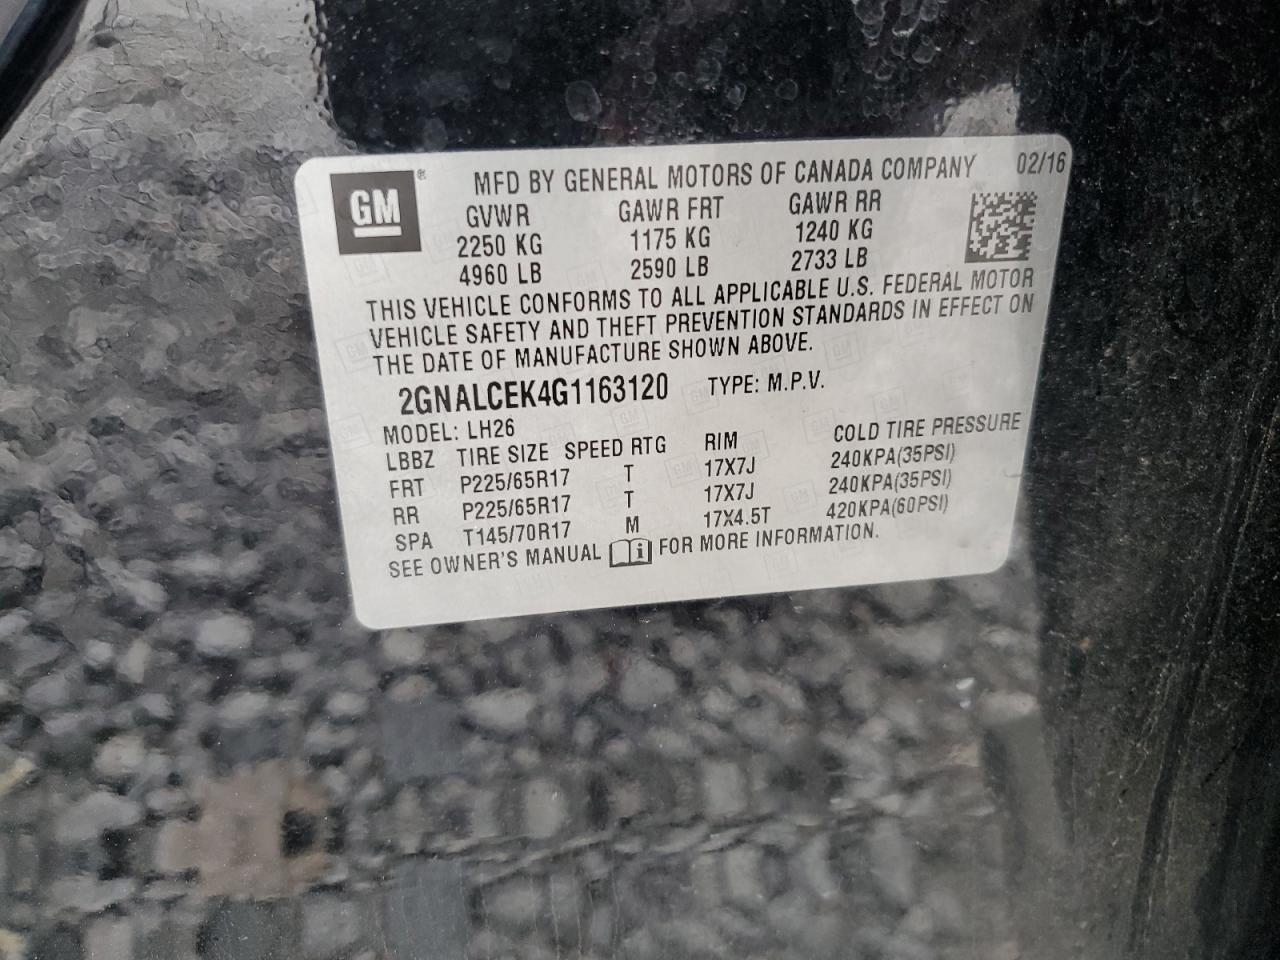 GM® MFD BY GENERAL MOTORS OF CANADA COMPANY 02/16
GVWR GAWR FRT GAWR RR
2250 KG 1175 KG 1240 KG
4960 LB 2590 LB 2733 LB
THIS VEHICLE CONFORMS TO ALL APPLICABLE U.S. FEDERAL MOTOR
VEHICLE SAFETY AND THEFT PREVENTION STANDARDS IN EFFECT ON
THE DATE OF MANUFACTURE SHOWN ABOVE.
2GNALCEK4G1163120 TYPE: M.P.V.
MODEL: LH26
LBBZ TIRE SIZE SPEED RTG RIM COLD TIRE PRESSURE
FRT P225/65R17 T 17X7J 240KPA(35PSI)
RR P225/65R17 T 17X7J 240KPA(35PSI)
SPA T145/70R17 M 17X4.5T 420KPA(60PSI)
SEE OWNER'S MANUAL i FOR MORE INFORMATION.